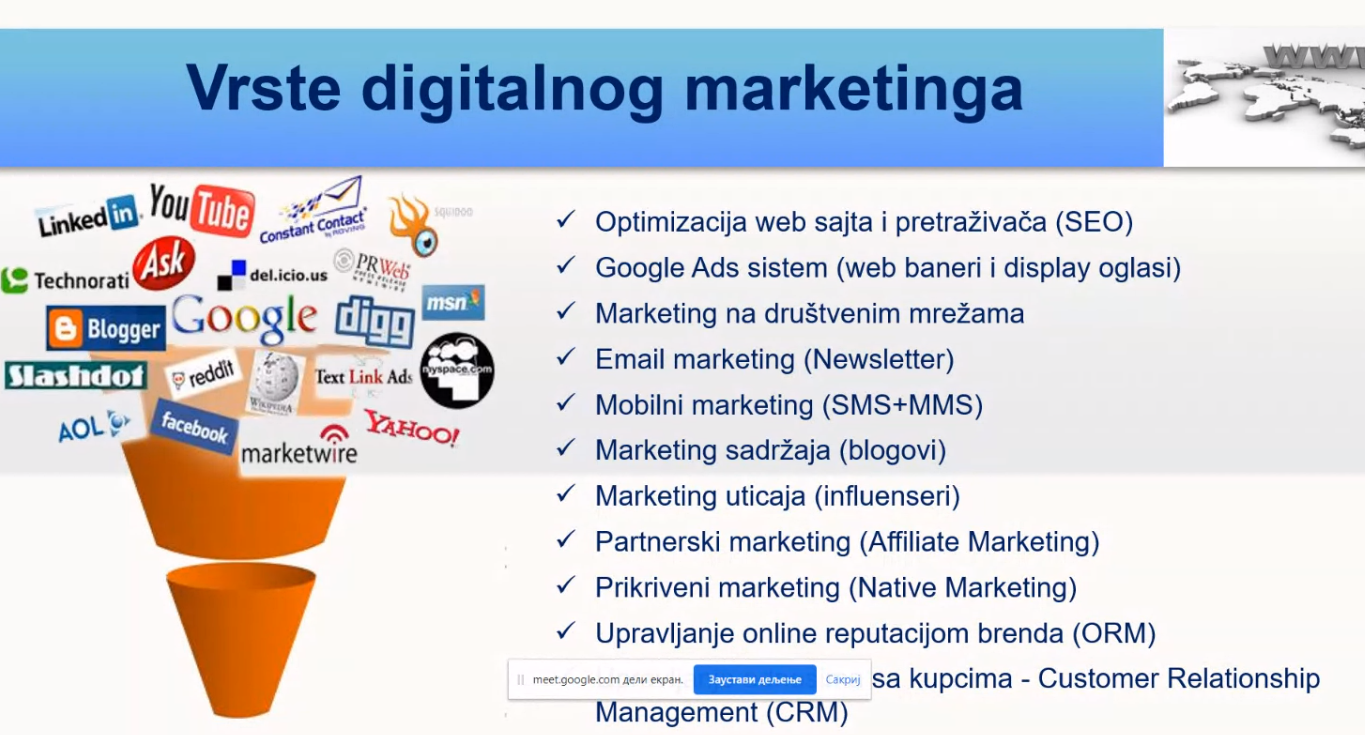 Vrste digitalnog marketinga
WWW
Linked in
YouTube
Constant Contact
by ROVING
squidoo
Technorati
Ask
del.icio.us
PRWeb
PRESS RELEASE NEWSWIRE
msn
Blogger
Google
digg
myspace.com
Slashdot
reddit
WIKIPEDIA
Text Link Ads
AOL
facebook
YAHOO!
marketwire
✓ Optimizacija web sajta i pretraživača (SEO)
✓ Google Ads sistem (web baneri i display oglasi)
✓ Marketing na društvenim mrežama
✓ Email marketing (Newsletter)
✓ Mobilni marketing (SMS+MMS)
✓ Marketing sadržaja (blogovi)
✓ Marketing uticaja (influenseri)
✓ Partnerski marketing (Affiliate Marketing)
✓ Prikriveni marketing (Native Marketing)
✓ Upravljanje online reputacijom brenda (ORM)
meet.google.com дели екран. Заустави дељење Сакриј
sa kupcima - Customer Relationship
Management (CRM)